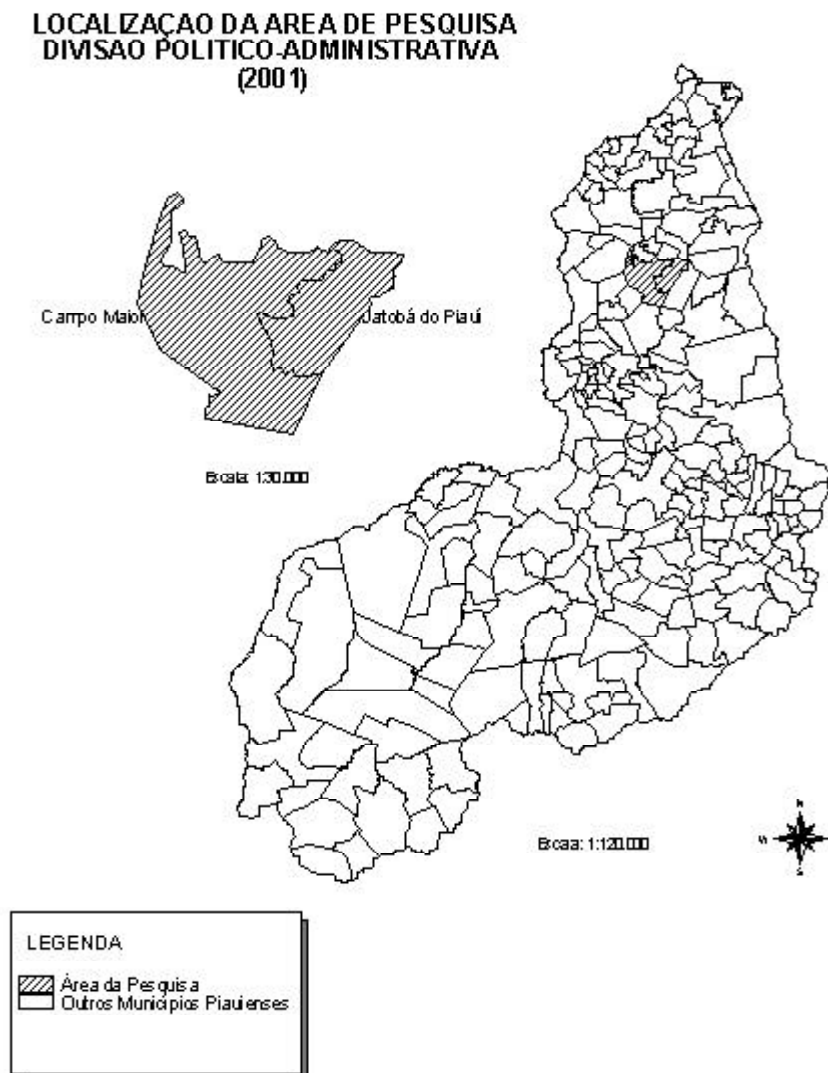 LOCALIZAÇAO DA AREA DE PESQUISA
DIVISAO POLITICO-ADMINISTRATIVA
(2001)
Campo Maior
Jatobá do Piauí
Escala: 1:30.000
Escala: 1:120.000
N
W
S
LEGENDA
Área da Pesquisa
Outros Municipios Piauienses